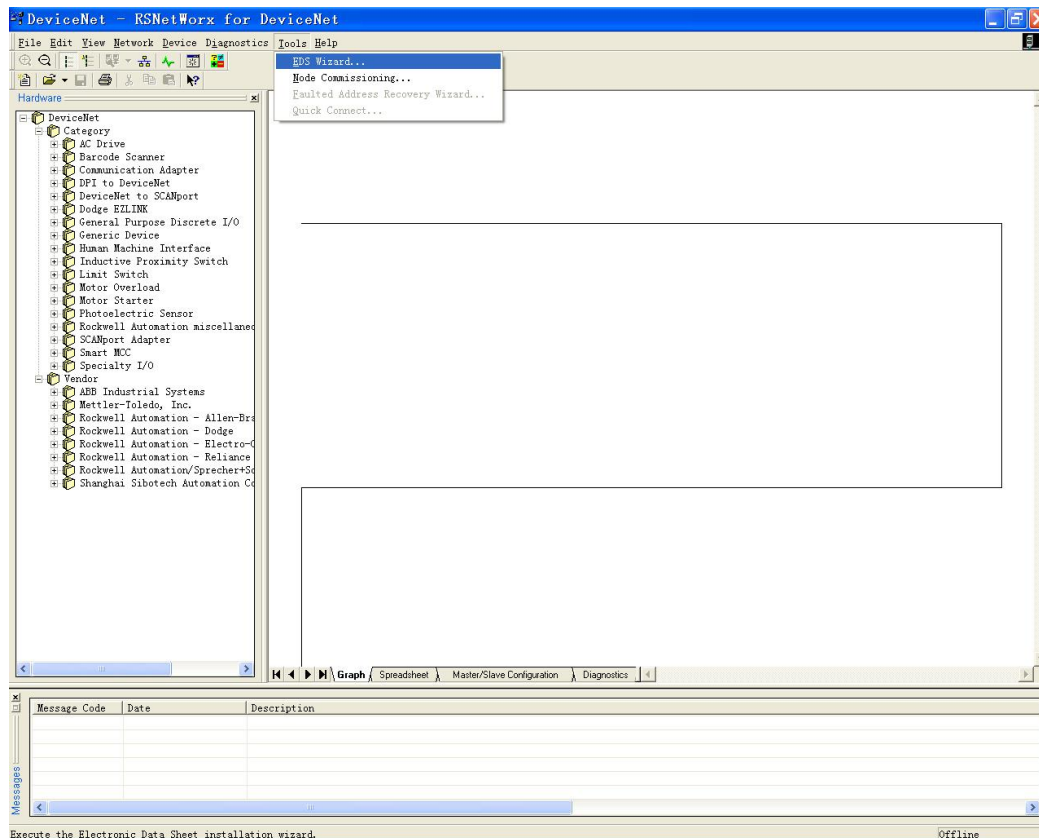 DeviceNet - RSNetWorx for DeviceNet
File Edit View Network Device Diagnostics Tools Help
EDS Wizard...
Node Commissioning...
Faulted Address Recovery Wizard...
Quick Connect...
Hardware
DeviceNet
Category
AC Drive
Barcode Scanner
Communication Adapter
DPI to DeviceNet
DeviceNet to SCANport
Dodge EZLINK
General Purpose Discrete I/O
Generic Device
Human Machine Interface
Inductive Proximity Switch
Limit Switch
Motor Overload
Motor Starter
Photoelectric Sensor
Rockwell Automation miscellaneo
SCANport Adapter
Smart MCC
Specialty I/O
Vendor
ABB Industrial Systems
Mettler-Toledo, Inc.
Rockwell Automation - Allen-Bra
Rockwell Automation - Dodge
Rockwell Automation - Electro-C
Rockwell Automation - Reliance
Rockwell Automation/Sprecher+Sc
Shanghai Sibotech Automation Co
Graph Spreadsheet Master/Slave Configuration Diagnostics
Message Code Date Description
Messages
Execute the Electronic Data Sheet installation wizard. Offline